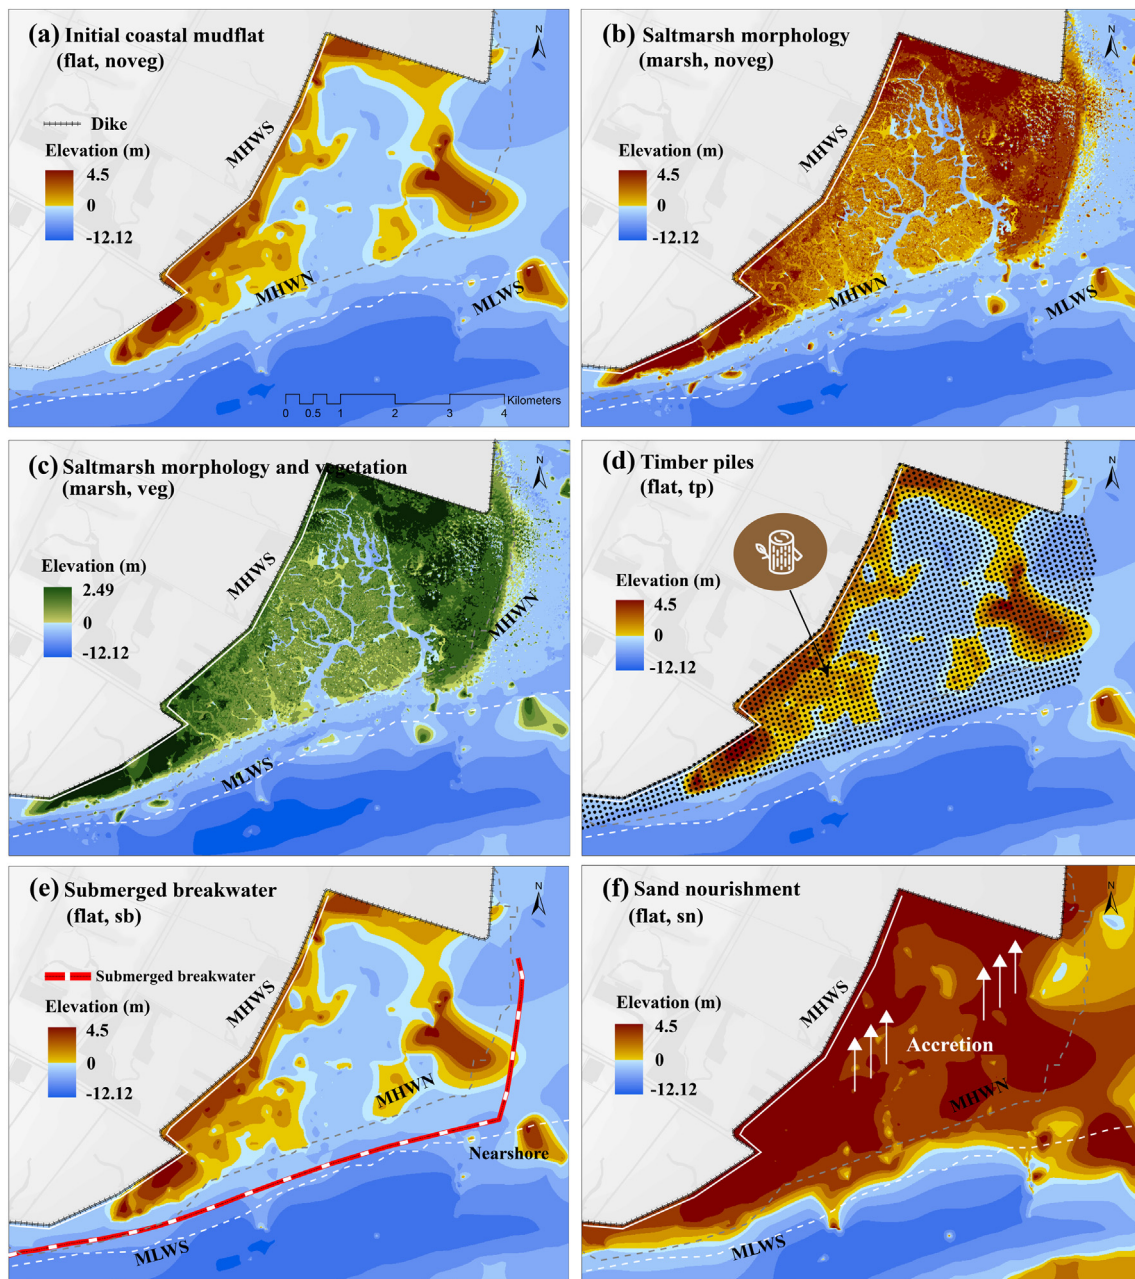 (a) Initial coastal mudflat
(flat, noveg)
N
Dike
MHWS
Elevation (m)
4.5
0
-12.12
MHWN
MLWS
Kilometers
0 0.5 1 2 3 4
(b) Saltmarsh morphology
(marsh, noveg)
N
MHWS
Elevation (m)
4.5
0
-12.12
MHWN
MLWS
(c) Saltmarsh morphology and vegetation
(marsh, veg)
N
MHWS
Elevation (m)
2.49
0
-12.12
MHWN
MLWS
(d) Timber piles
(flat, tp)
N
Elevation (m)
4.5
0
-12.12
(e) Submerged breakwater
(flat, sb)
N
Submerged breakwater
MHWS
Elevation (m)
4.5
0
-12.12
MHWN
Nearshore
MLWS
(f) Sand nourishment
(flat, sn)
N
MHWS
Elevation (m)
4.5
0
-12.12
Accretion
MHWN
MLWS